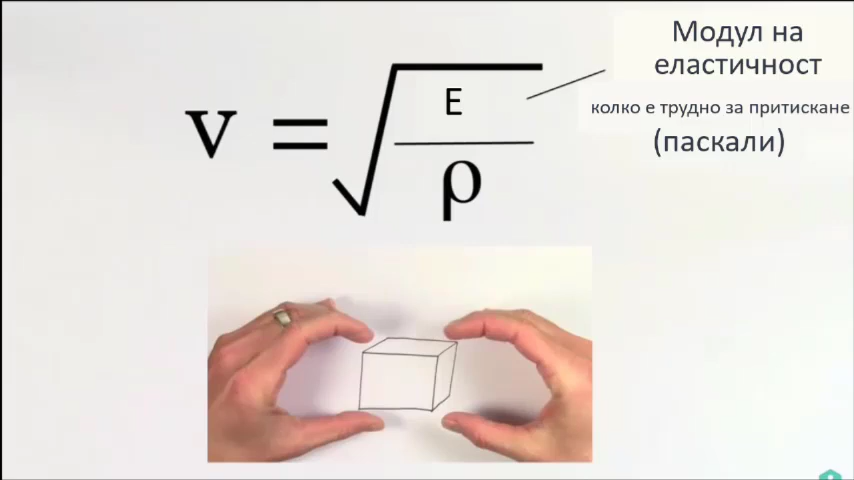 Модул на
еластичност
колко е трудно за притискане
(паскали)
v = √
E
ρ